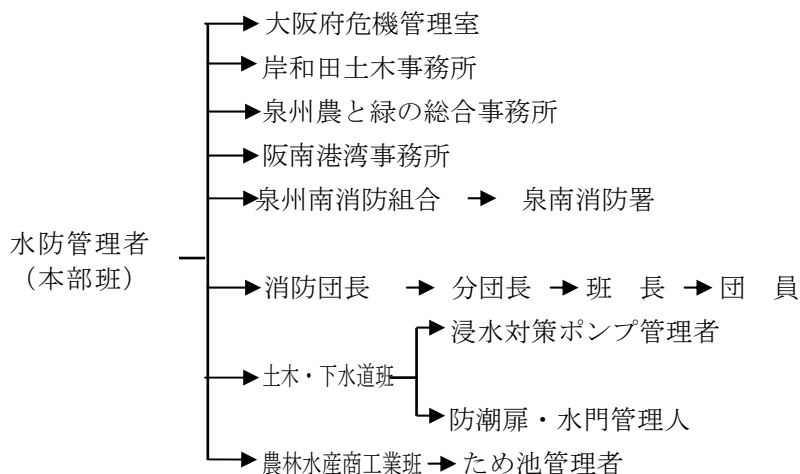 大阪府危機管理室
岸和田土木事務所
泉州農と緑の総合事務所
阪南港湾事務所
泉州南消防組合 → 泉南消防署
水防管理者
（本部班）
消防団長 → 分団長 → 班　長 → 団　員
浸水対策ポンプ管理者
土木・下水道班
防潮扉・水門管理人
農林水産商工業班 → ため池管理者